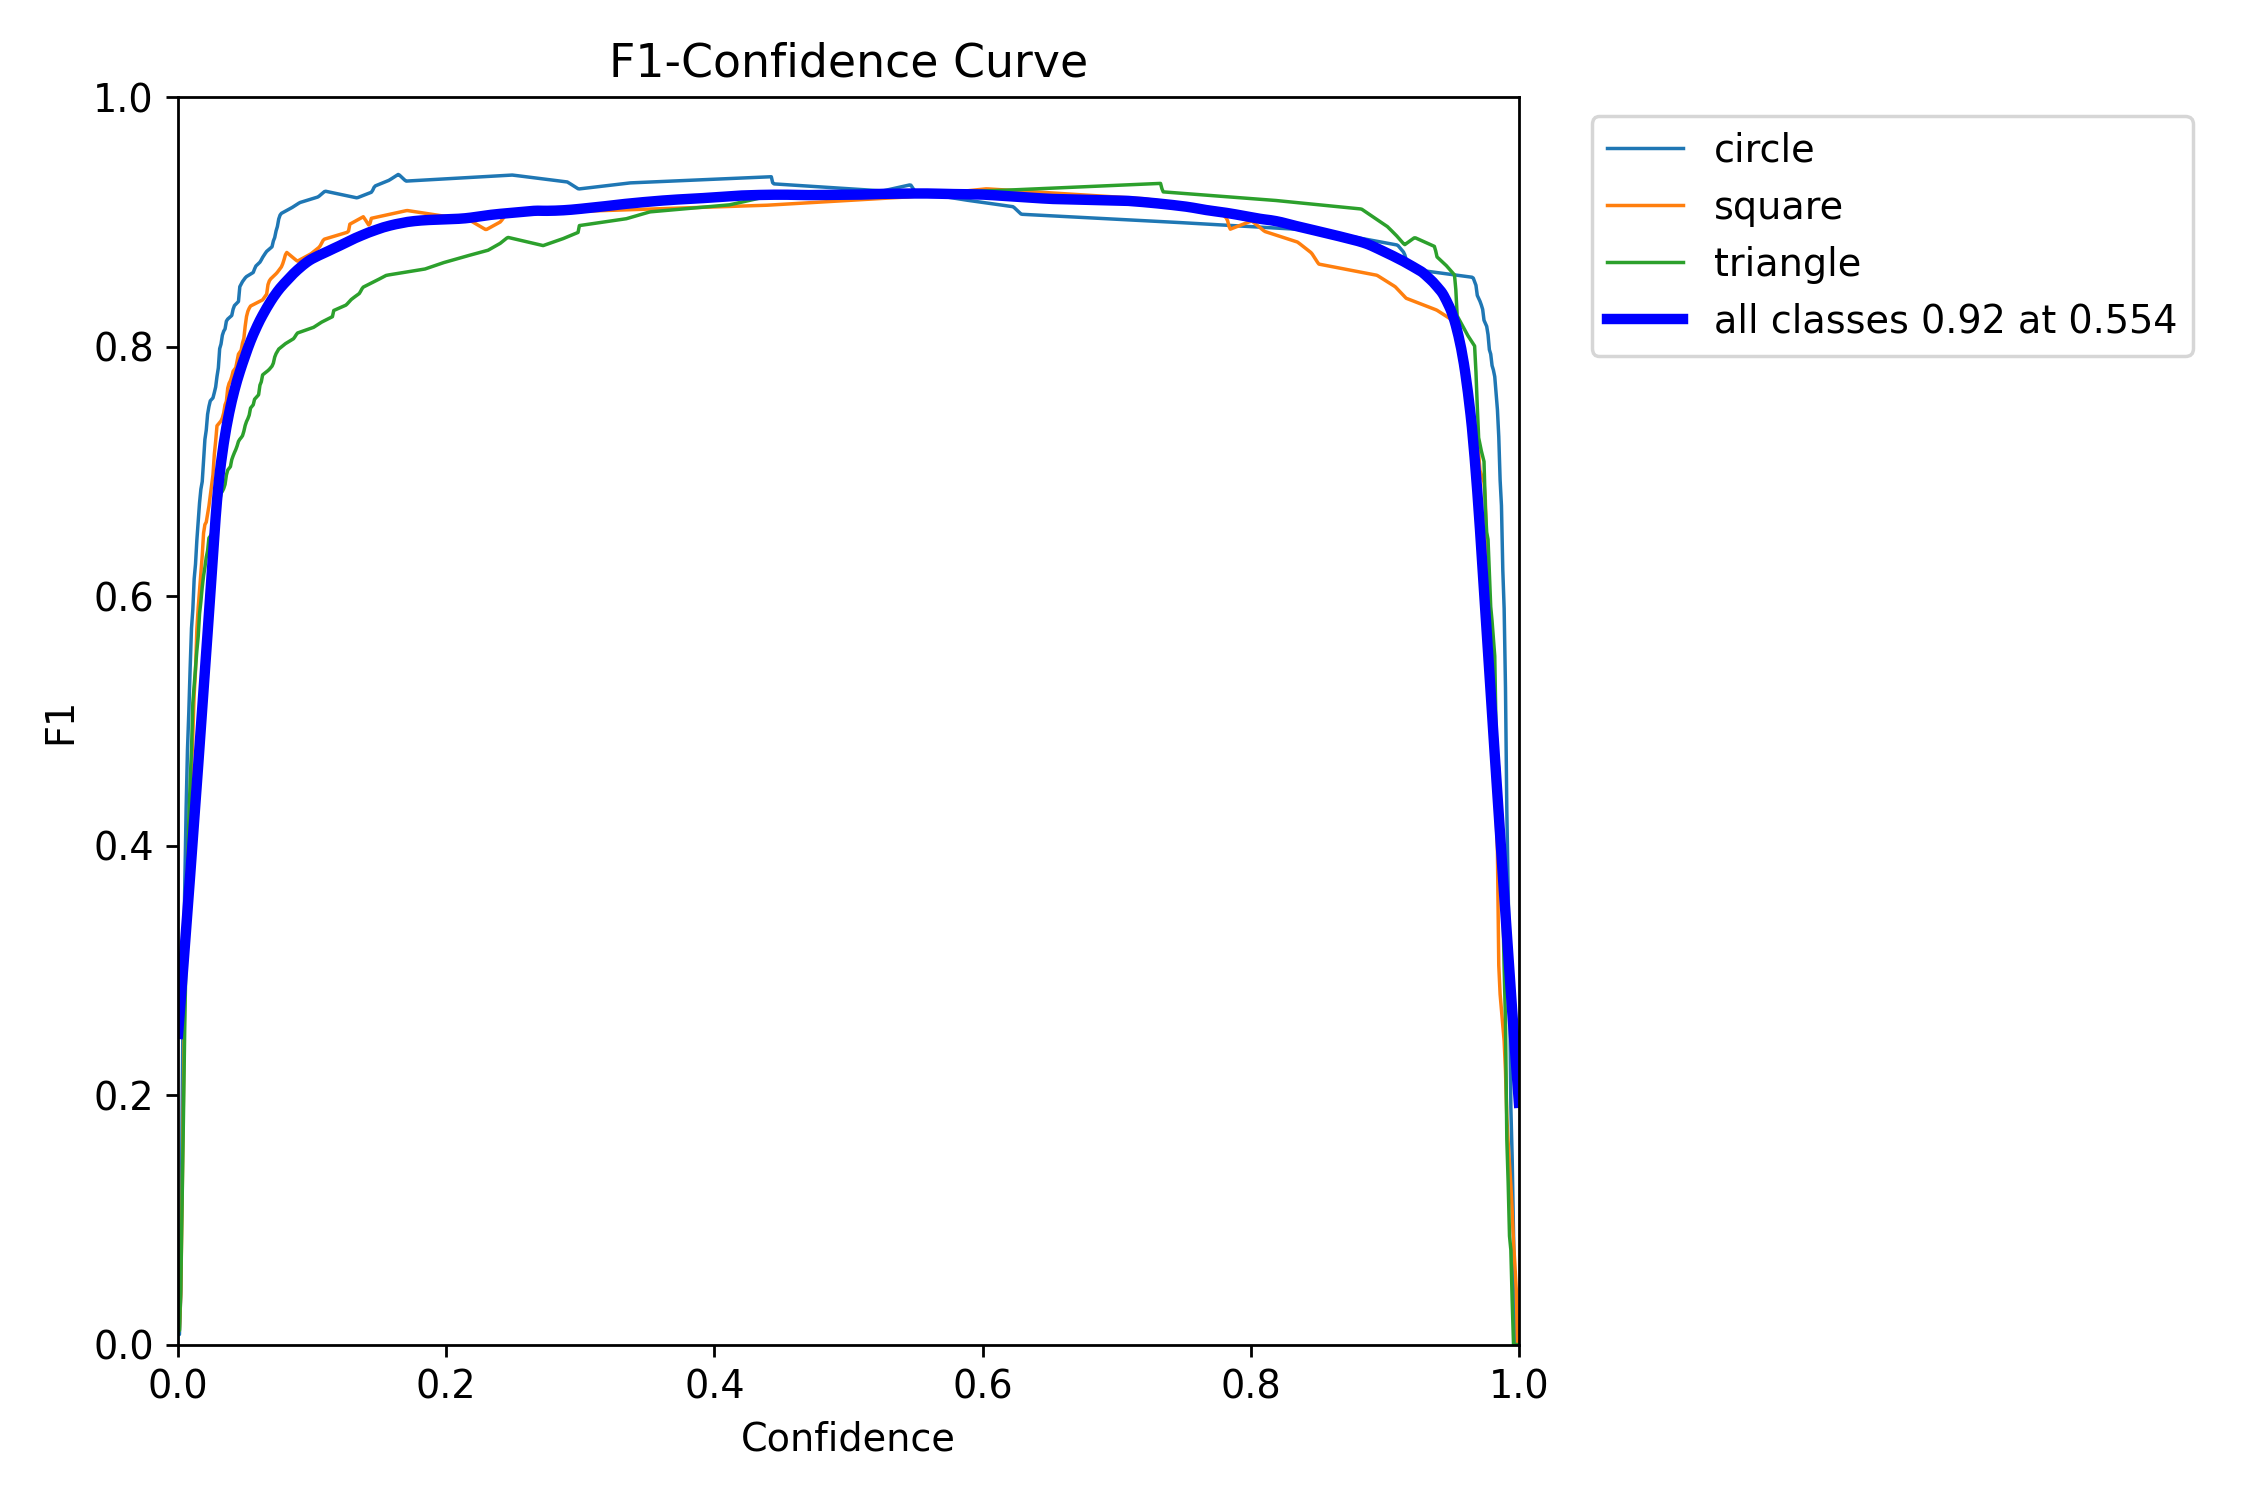 F1-Confidence Curve
1.0
0.8
0.6
0.4
0.2
0.0
F1
0.0 0.2 0.4 0.6 0.8 1.0
Confidence
circle
square
triangle
all classes 0.92 at 0.554